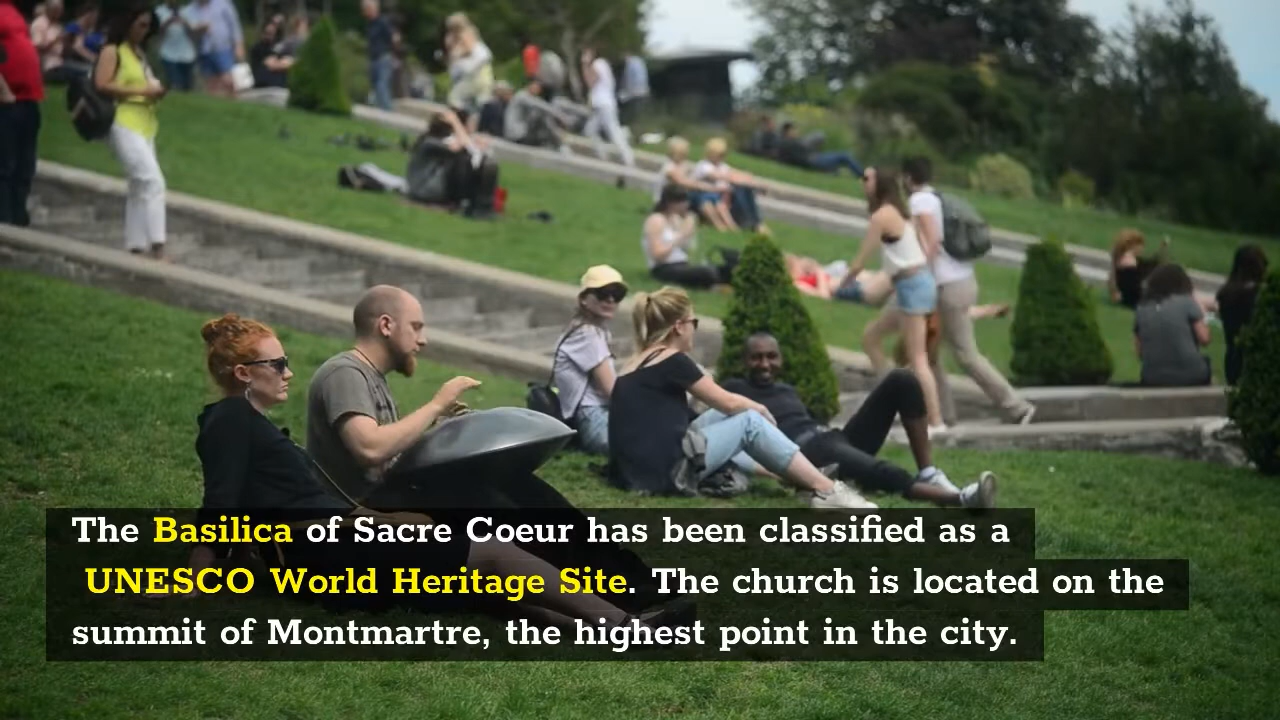 The Basilica of Sacre Coeur has been classified as a
UNESCO World Heritage Site. The church is located on the
summit of Montmartre, the highest point in the city.